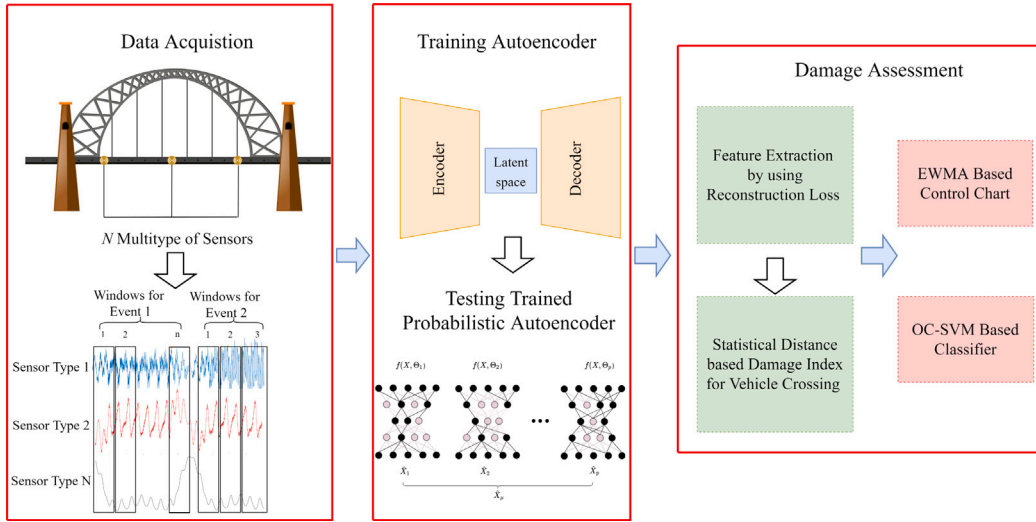 Data Acquistion
N Multitype of Sensors
Windows for
Event 1
Windows for
Event 2
1 2 n 1 2 3
Sensor Type 1
Sensor Type 2
Sensor Type N
Training Autoencoder
Encoder
Latent
space
Decoder
Testing Trained
Probabilistic Autoencoder
f(X, Θ₁) f(X, Θ₂) f(X, Θₚ)
...
X̂₁ X̂₂ X̂ₚ
X̂ₚ
Damage Assessment
Feature Extraction
by using
Reconstruction Loss
Statistical Distance
based Damage Index
for Vehicle Crossing
EWMA Based
Control Chart
OC-SVM Based
Classifier